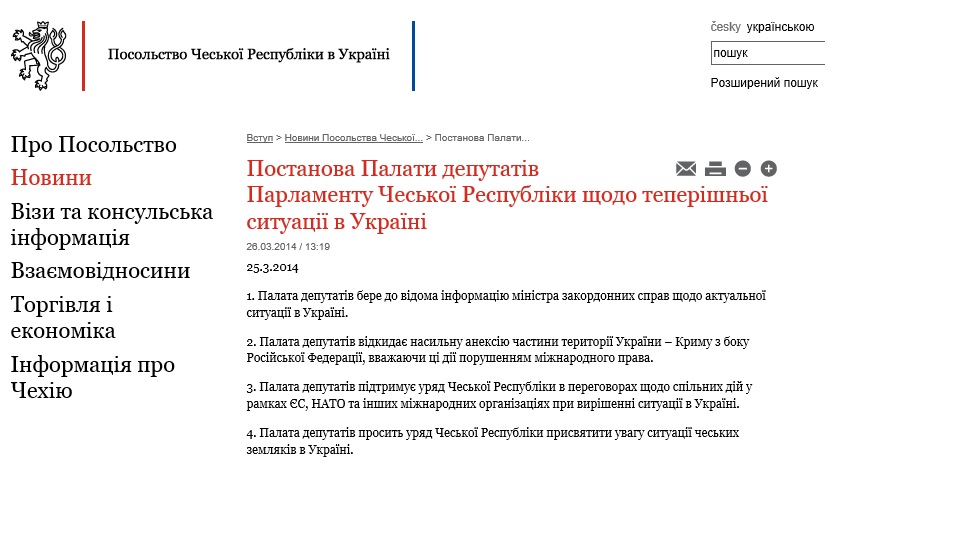 česky українською
Посольство Чеської Республіки в Україні
пошук
Розширений пошук
Про Посольство
Новини
Візи та консульська
інформація
Взаємовідносини
Торгівля і
економіка
Інформація про
Чехію
Вступ > Новини Посольства Чеської... > Постанова Палати...
Постанова Палати депутатів
Парламенту Чеської Республіки щодо теперішньої
ситуації в Україні
26.03.2014 / 13:19
25.3.2014
1. Палата депутатів бере до відома інформацію міністра закордонних справ щодо актуальної
ситуації в Україні.
2. Палата депутатів відкидає насильну анексію частини території України – Криму з боку
Російської Федерації, вважаючи ці дії порушенням міжнародного права.
3. Палата депутатів підтримує уряд Чеської Республіки в переговорах щодо спільних дій у
рамках ЄС, НАТО та інших міжнародних організаціях при вирішенні ситуації в Україні.
4. Палата депутатів просить уряд Чеської Республіки присвятити увагу ситуації чеських
земляків в Україні.